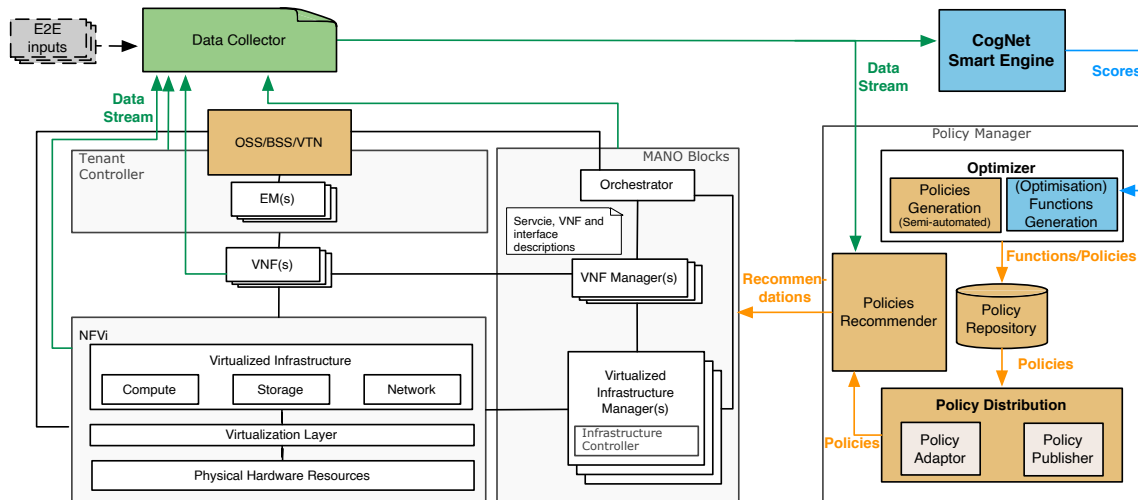 E2E
inputs
Data Collector
CogNet
Smart Engine
Scores
Data
Stream
Data
Stream
OSS/BSS/VTN
Tenant
Controller
EM(s)
VNF(s)
MANO Blocks
Orchestrator
Servcie, VNF and
interface
descriptions
VNF Manager(s)
Virtualized
Infrastructure
Manager(s)
Infrastructure
Controller
NFVi
Virtualized Infrastructure
Compute
Storage
Network
Virtualization Layer
Physical Hardware Resources
Recommen-
dations
Policy Manager
Optimizer
Policies
Generation
(Semi-automated)
(Optimisation)
Functions
Generation
Functions/Policies
Policies
Recommender
Policy
Repository
Policies
Policy Distribution
Policy
Adaptor
Policy
Publisher
Policies